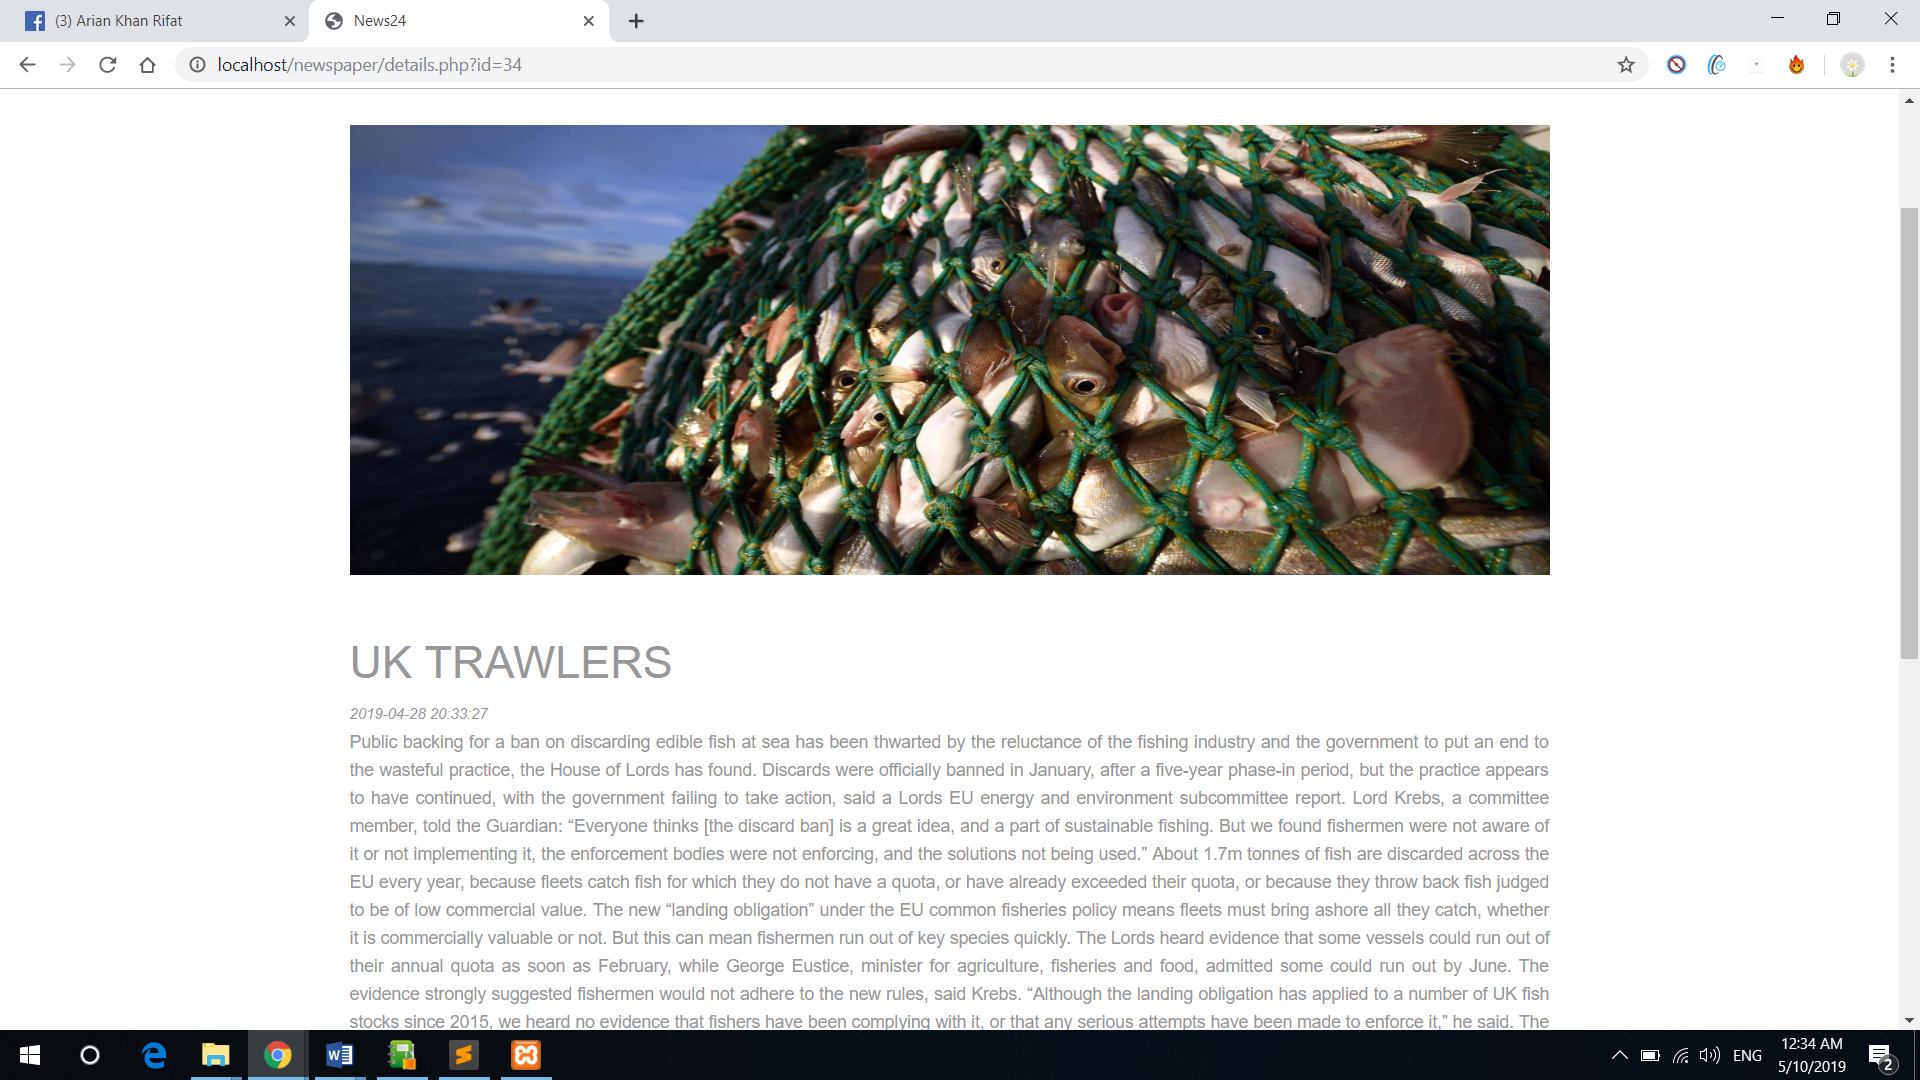 (3) Arian Khan Rifat
News24
localhost/newspaper/details.php?id=34
UK TRAWLERS
2019-04-28 20:33:27
Public backing for a ban on discarding edible fish at sea has been thwarted by the reluctance of the fishing industry and the government to put an end to
the wasteful practice, the House of Lords has found. Discards were officially banned in January, after a five-year phase-in period, but the practice appears
to have continued, with the government failing to take action, said a Lords EU energy and environment subcommittee report. Lord Krebs, a committee
member, told the Guardian: “Everyone thinks [the discard ban] is a great idea, and a part of sustainable fishing. But we found fishermen were not aware of
it or not implementing it, the enforcement bodies were not enforcing, and the solutions not being used.” About 1.7m tonnes of fish are discarded across the
EU every year, because fleets catch fish for which they do not have a quota, or have already exceeded their quota, or because they throw back fish judged
to be of low commercial value. The new “landing obligation” under the EU common fisheries policy means fleets must bring ashore all they catch, whether
it is commercially valuable or not. But this can mean fishermen run out of key species quickly. The Lords heard evidence that some vessels could run out of
their annual quota as soon as February, while George Eustice, minister for agriculture, fisheries and food, admitted some could run out by June. The
evidence strongly suggested fishermen would not adhere to the new rules, said Krebs. “Although the landing obligation has applied to a number of UK fish
stocks since 2015, we heard no evidence that fishers have been complying with it, or that any serious attempts have been made to enforce it,” he said. The
ENG
12:34 AM
5/10/2019
2